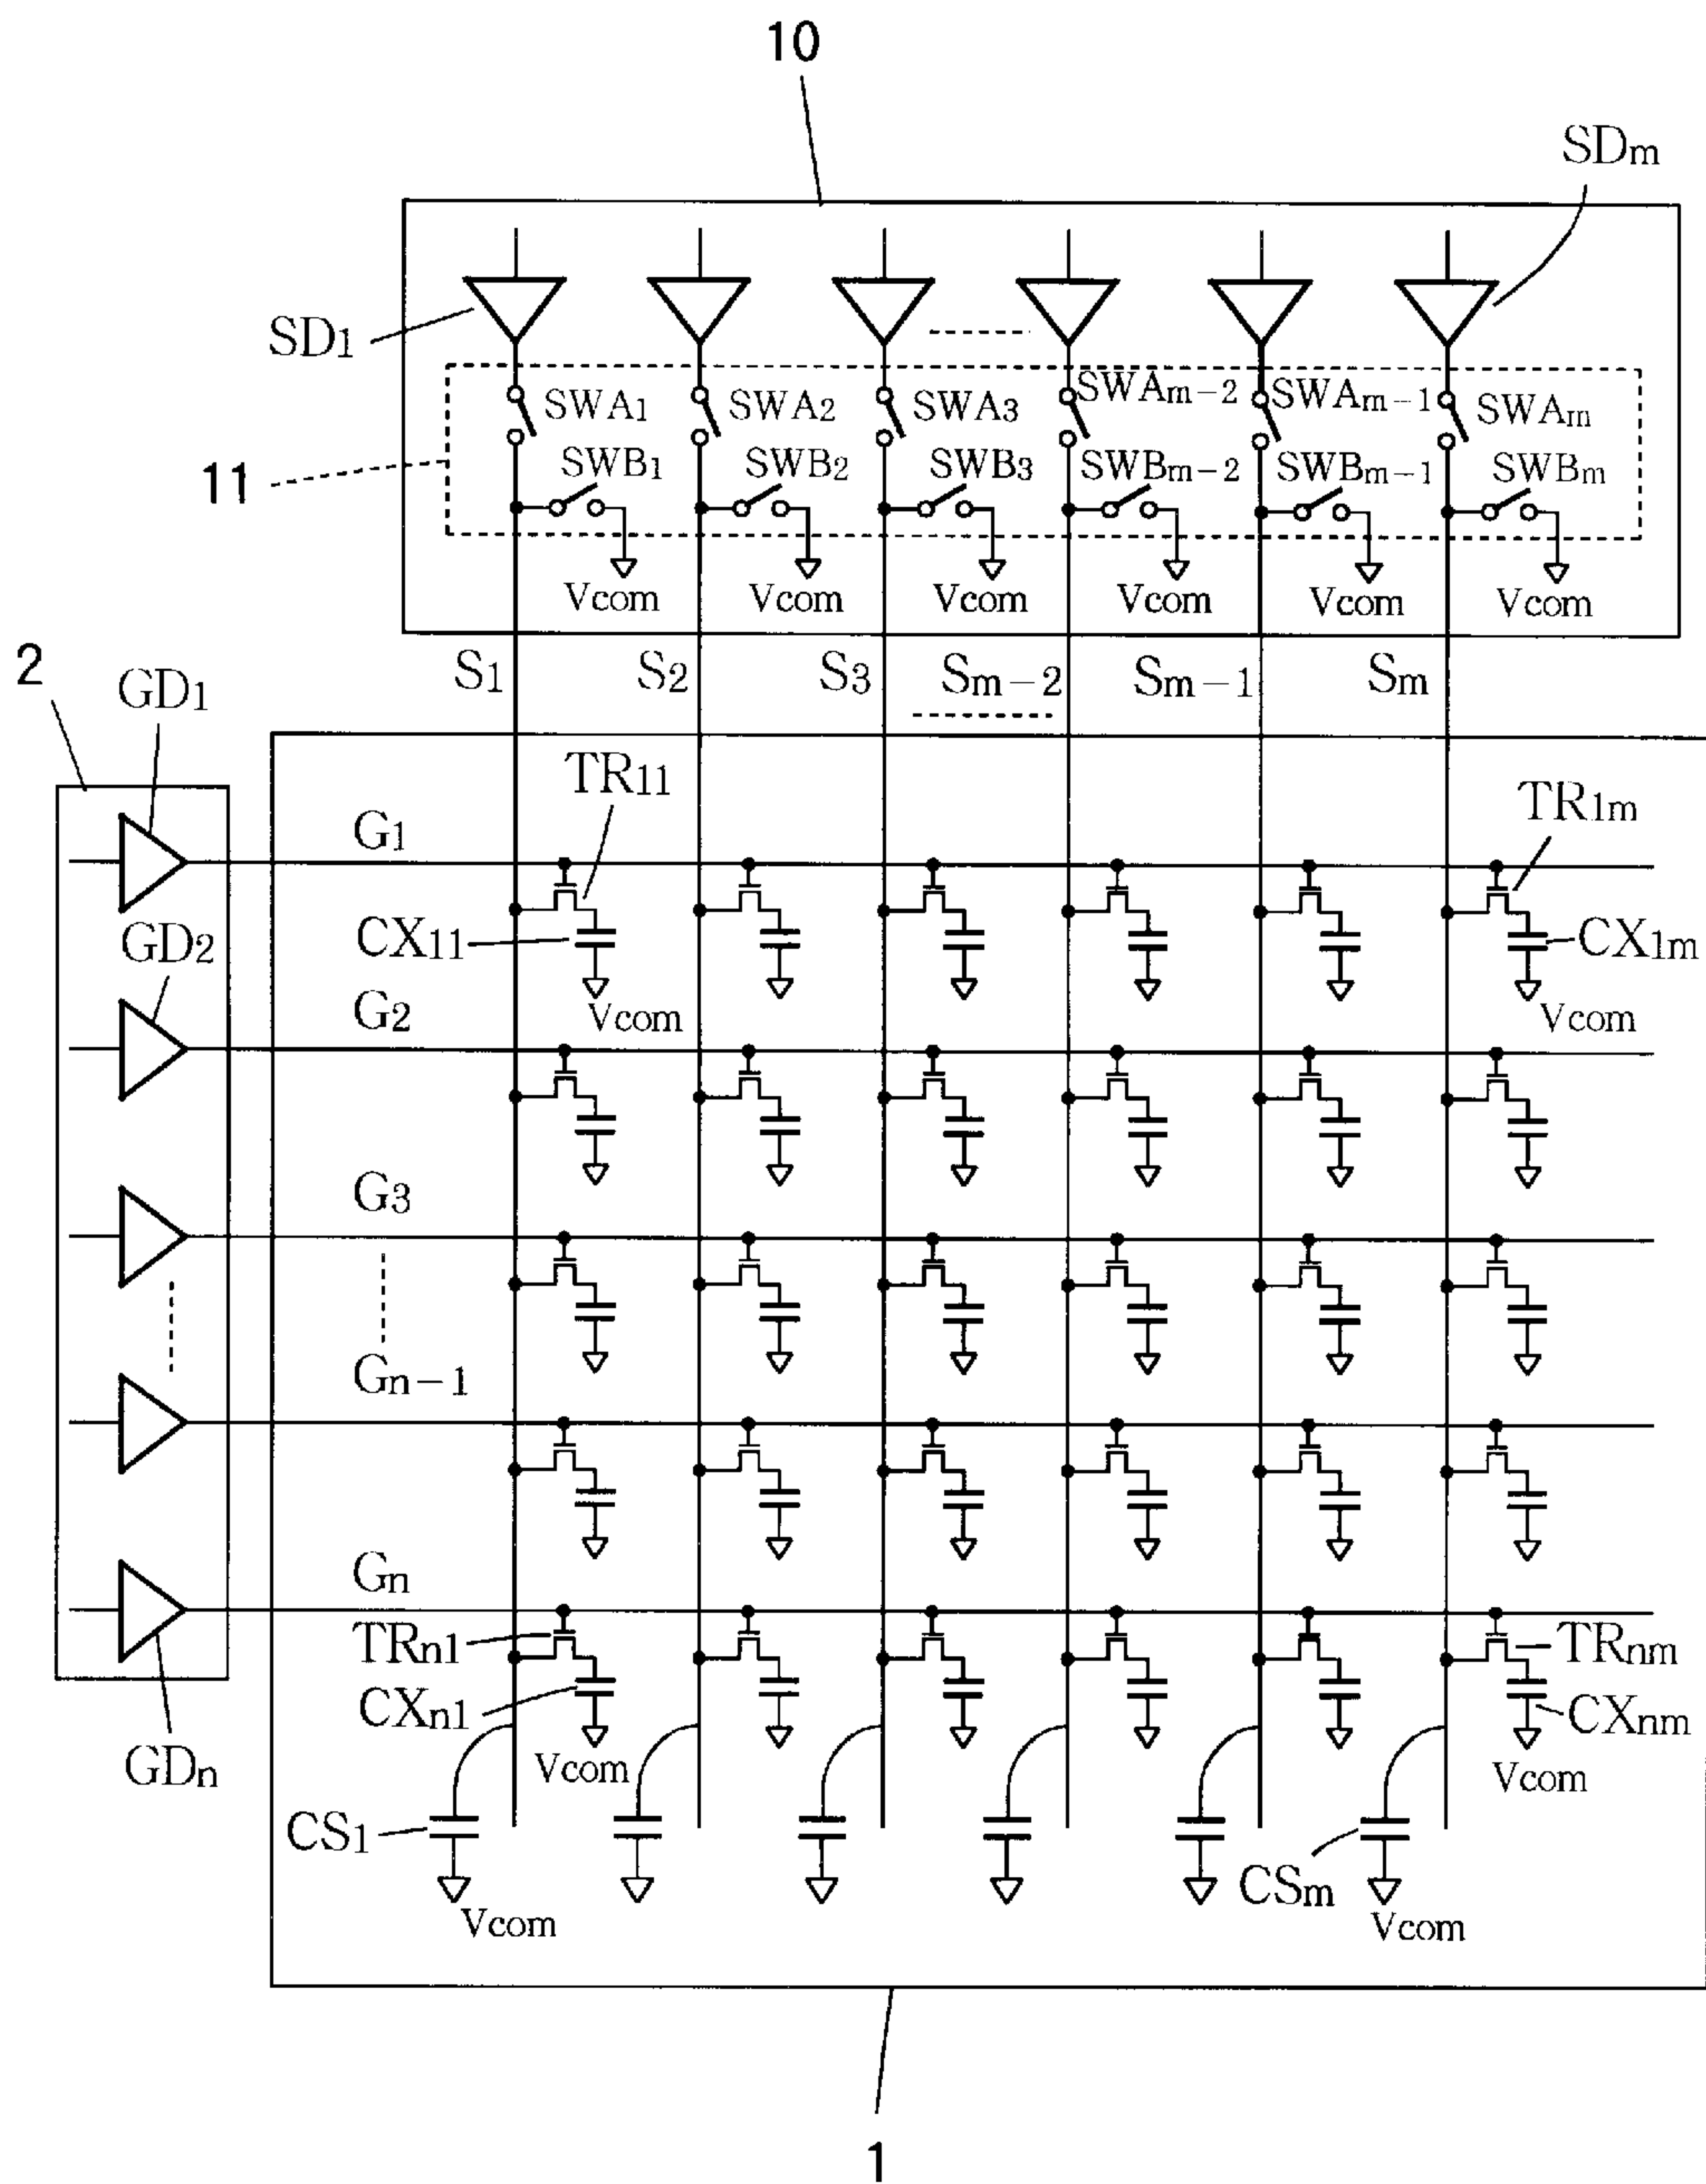 10
SDm
SD1
SWA1 SWA2 SWA3 SWAm-2 SWAm-1 SWAm
11
SWB1 SWB2 SWB3 SWBm-2 SWBm-1 SWBm
Vcom Vcom Vcom Vcom Vcom Vcom
2
S1 S2 S3 Sm-2 Sm-1 Sm
GD1
TR11
TR1m
G1
CX11
CX1m
GD2
G2
Vcom
Vcom
G3
Gn-1
Gn
TRn1
TRnm
CXn1
CXnm
GDn
Vcom
Vcom
CS1
CSm
Vcom
Vcom
1